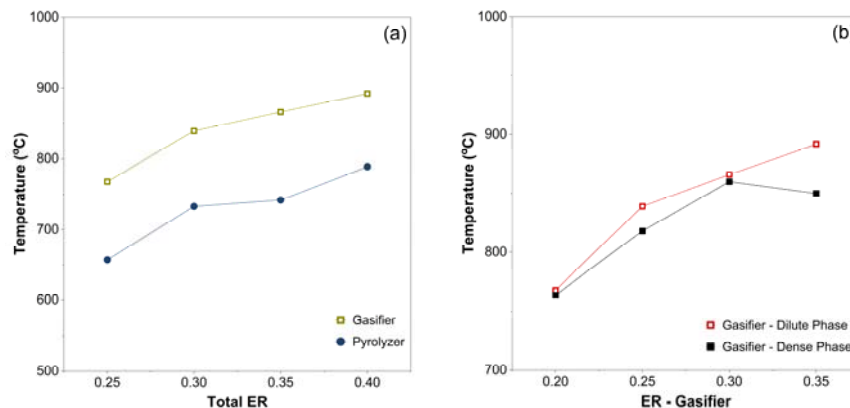 (a)
1000
900
800
700
600
500
Temperature (ºC)
0.25 0.30 0.35 0.40
Total ER
Gasifier
Pyrolyzer
(b)
1000
900
800
700
Temperature (ºC)
0.20 0.25 0.30 0.35
ER - Gasifier
Gasifier - Dilute Phase
Gasifier - Dense Phase